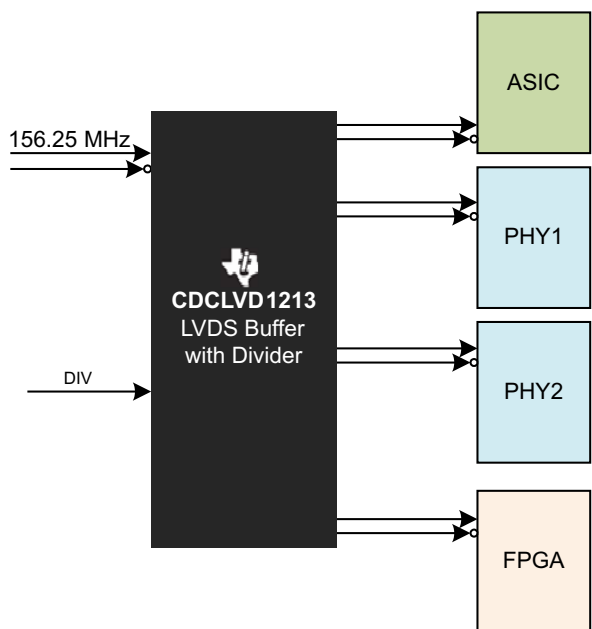 ASIC
156.25 MHz
PHY1
CDCLVD1213
LVDS Buffer
with Divider
DIV
PHY2
FPGA